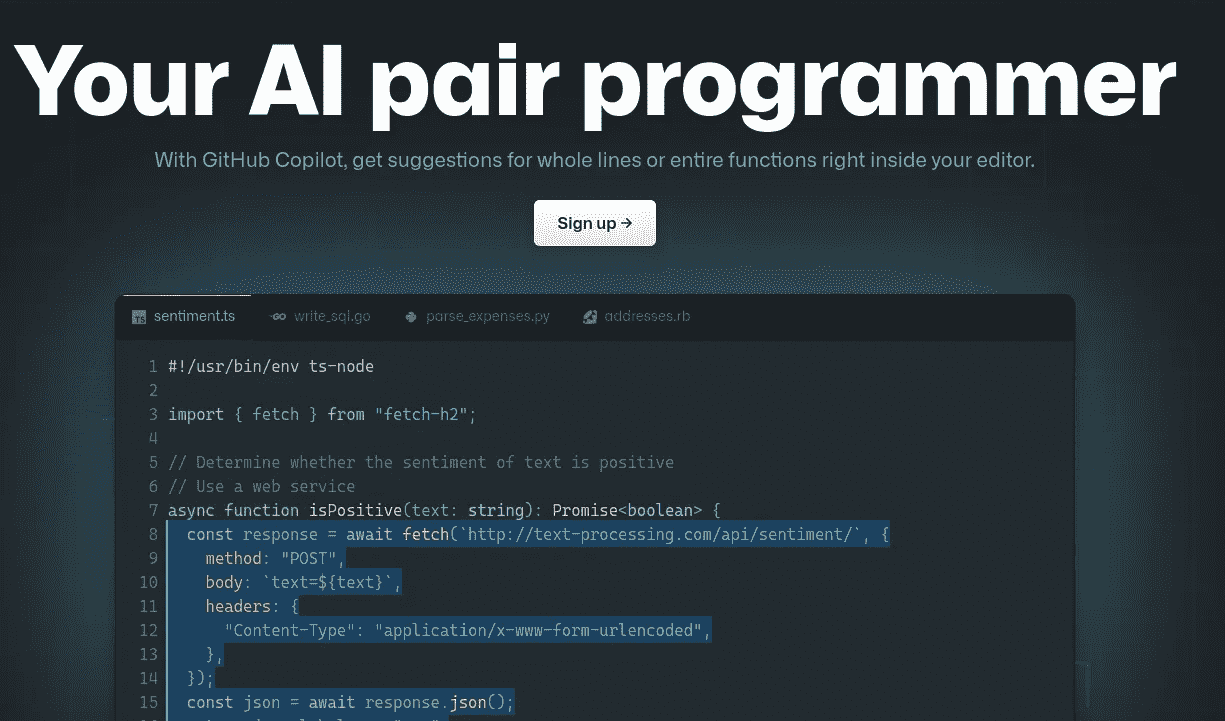 Your AI pair programmer
With GitHub Copilot, get suggestions for whole lines or entire functions right inside your editor.
Sign up →
TS sentiment.ts GO write_sql.go parse_expenses.py addresses.rb
1 #!/usr/bin/env ts-node
2
3 import { fetch } from "fetch-h2";
4
5 // Determine whether the sentiment of text is positive
6 // Use a web service
7 async function isPositive(text: string): Promise<boolean> {
8 const response = await fetch(`http://text-processing.com/api/sentiment/`, {
9 method: "POST",
10 body: `text=${text}`,
11 headers: {
12 "Content-Type": "application/x-www-form-urlencoded",
13 },
14 });
15 const json = await response.json();